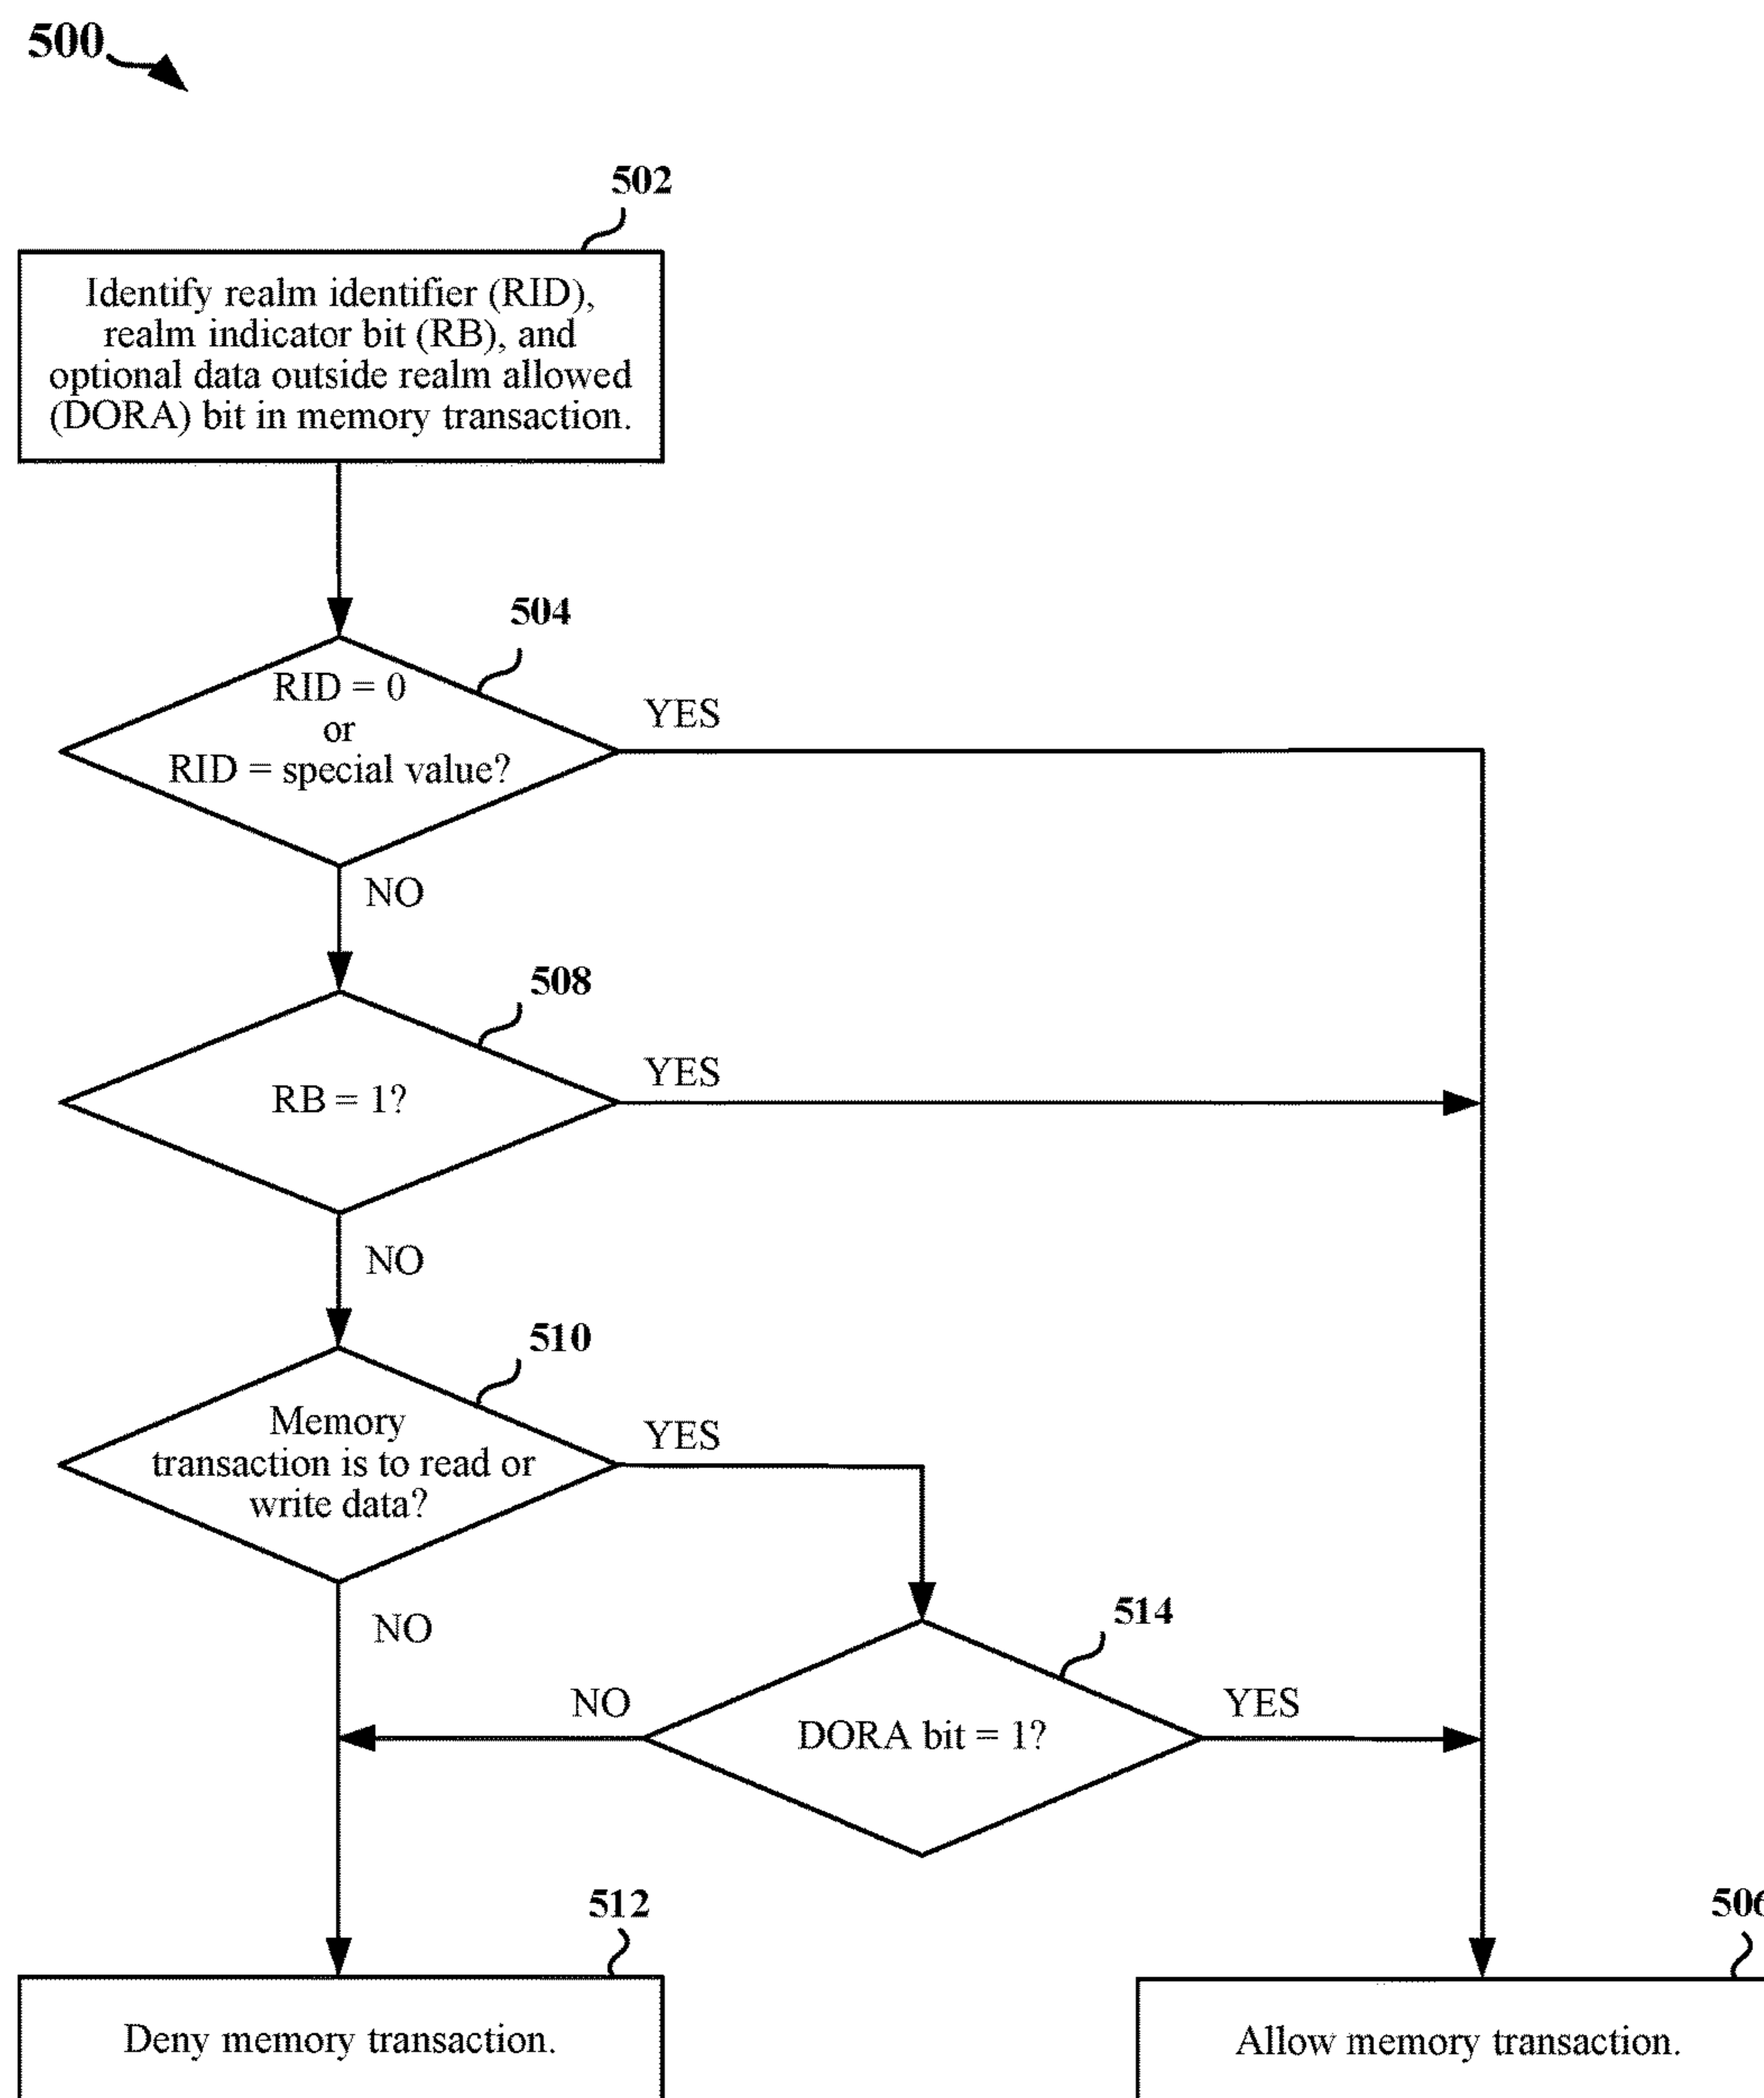 500
502
Identify realm identifier (RID),
realm indicator bit (RB), and
optional data outside realm allowed
(DORA) bit in memory transaction.
504
RID = 0
or
RID = special value?
YES
NO
508
RB = 1?
YES
NO
510
Memory
transaction is to read or
write data?
YES
NO
514
DORA bit = 1?
NO
YES
512
Deny memory transaction.
506
Allow memory transaction.